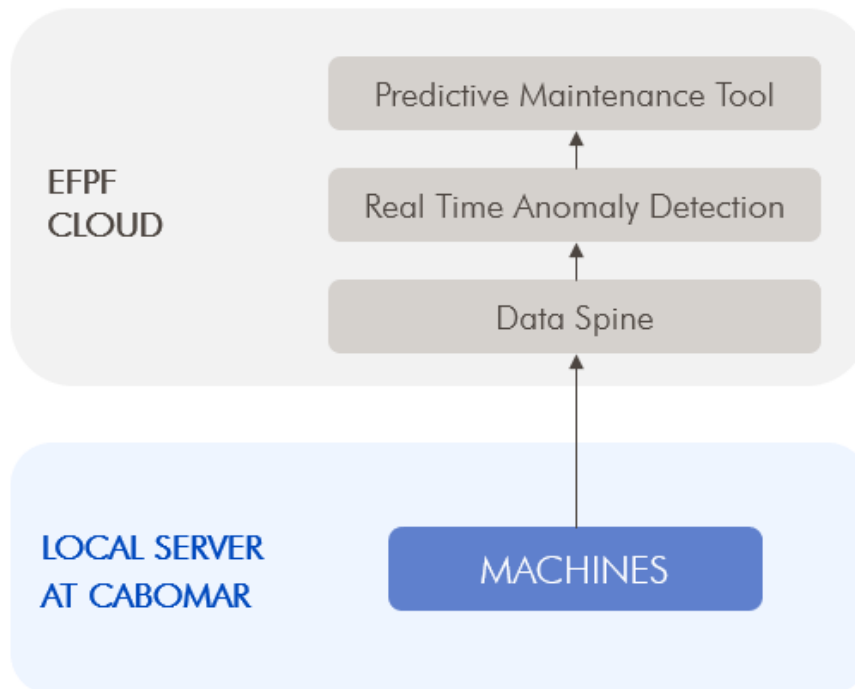 Predictive Maintenance Tool
EFPF
CLOUD
Real Time Anomaly Detection
Data Spine
LOCAL SERVER
AT CABOMAR
MACHINES